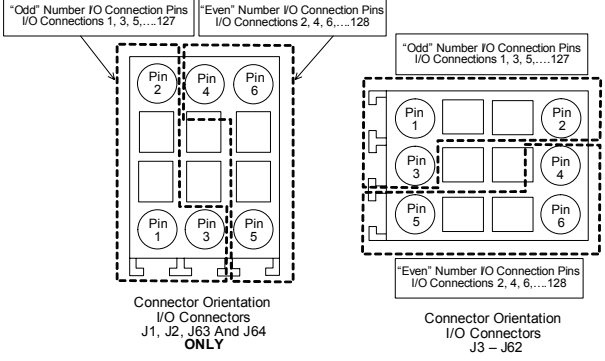 "Odd" Number I/O Connection Pins
I/O Connections 1, 3, 5,....127
"Even" Number I/O Connection Pins
I/O Connections 2, 4, 6,....128
Pin
2
Pin
4
Pin
6
Pin
1
Pin
3
Pin
5
Connector Orientation
I/O Connectors
J1, J2, J63 And J64
ONLY
"Odd" Number I/O Connection Pins
I/O Connections 1, 3, 5,....127
Pin
1
Pin
2
Pin
3
Pin
4
Pin
5
Pin
6
"Even" Number I/O Connection Pins
I/O Connections 2, 4, 6,....128
Connector Orientation
I/O Connectors
J3 – J62